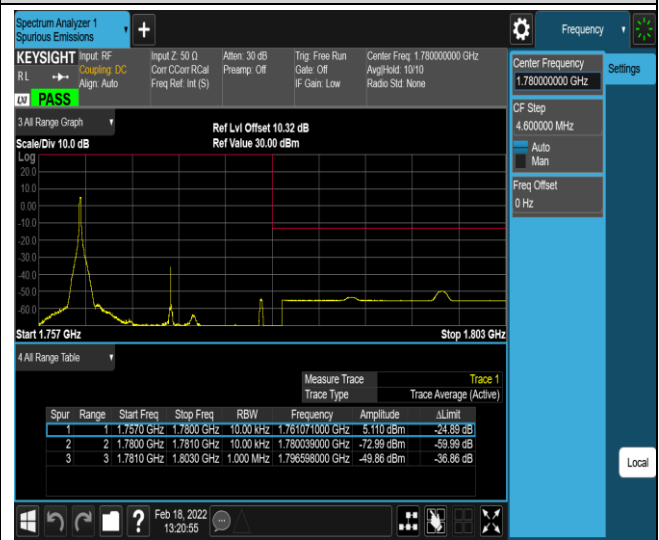 Spectrum Analyzer 1
Spurious Emissions
+
Frequency
KEYSIGHT Input: RF Input Z: 50 Ω Atten: 30 dB Trig: Free Run Center Freq: 1.780000000 GHz
RL Coupling: DC Corr CCorr RCal Preamp: Off Gate: Off Avg|Hold: 10/10
Align: Auto Freq Ref: Int (S) IF Gain: Low Radio Std: None
LXI PASS
Center Frequency
1.780000000 GHz
Settings
CF Step
4.600000 MHz
Auto
Man
Freq Offset
0 Hz
3 All Range Graph
Ref Lvl Offset 10.32 dB
Scale/Div 10.0 dB Ref Value 30.00 dBm
Log
20.0
10.0
0.00
-10.0
-20.0
-30.0
-40.0
-50.0
-60.0
Start 1.757 GHz Stop 1.803 GHz
4 All Range Table
Measure Trace Trace 1
Trace Type Trace Average (Active)
Spur Range Start Freq Stop Freq RBW Frequency Amplitude ΔLimit
1 1 1.7570 GHz 1.7800 GHz 10.00 kHz 1.761071000 GHz 5.110 dBm -24.89 dB
2 2 1.7800 GHz 1.7810 GHz 10.00 kHz 1.780039000 GHz -72.99 dBm -59.99 dB
3 3 1.7810 GHz 1.8030 GHz 1.000 MHz 1.796598000 GHz -49.86 dBm -36.86 dB
Local
? Feb 18, 2022
13:20:55